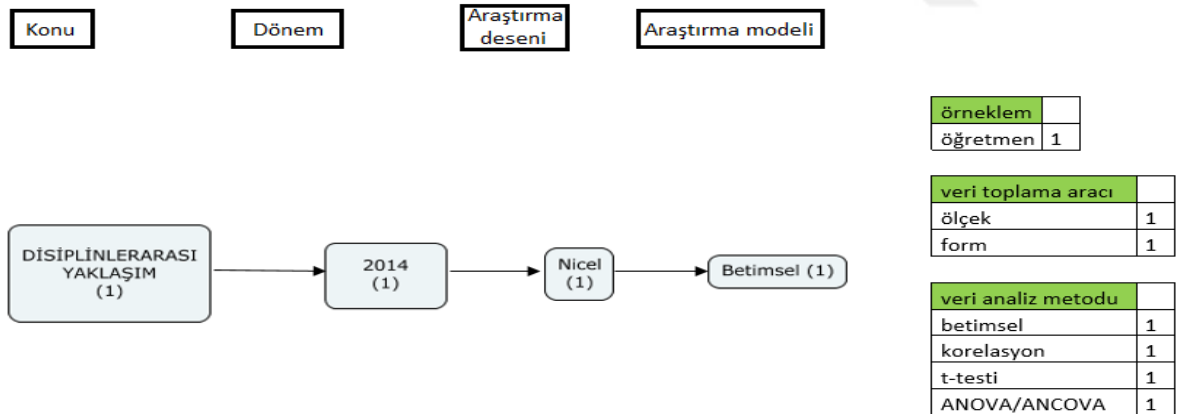 Konu
Dönem
Araştırma
deseni
Araştırma modeli
DİSİPLİNLERARASI
YAKLAŞIM
(1)
2014
(1)
Nicel
(1)
Betimsel (1)
örneklem
öğretmen 1
veri toplama aracı
ölçek 1
form 1
veri analiz metodu
betimsel 1
korelasyon 1
t-testi 1
ANOVA/ANCOVA 1